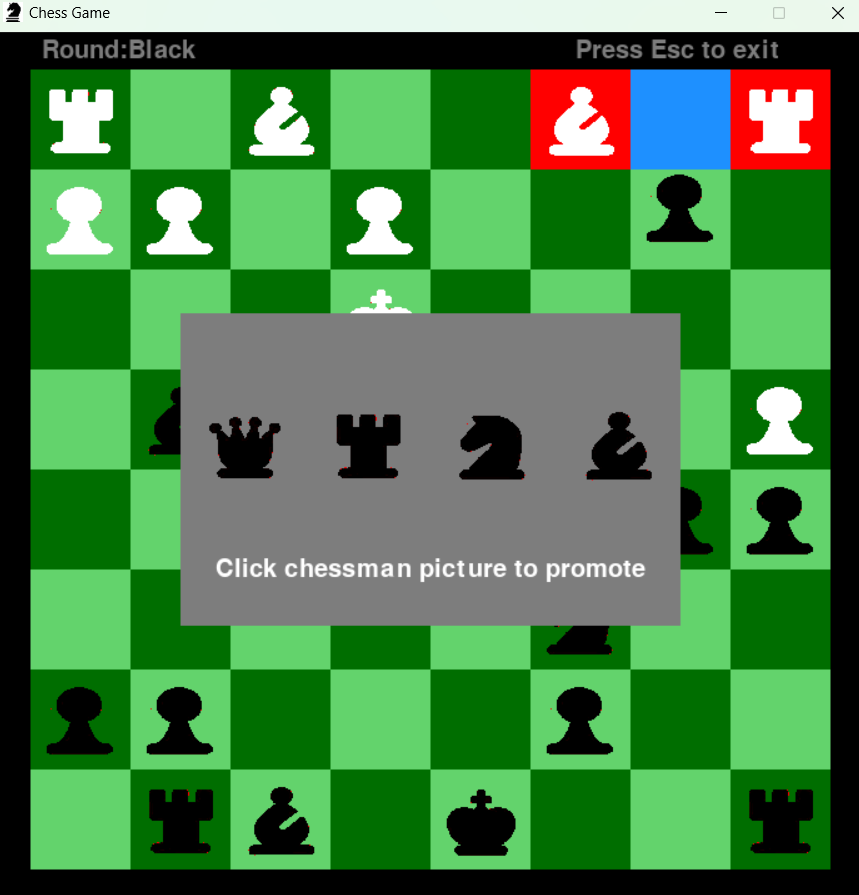 Chess Game
Round:Black
Press Esc to exit
Click chessman picture to promote